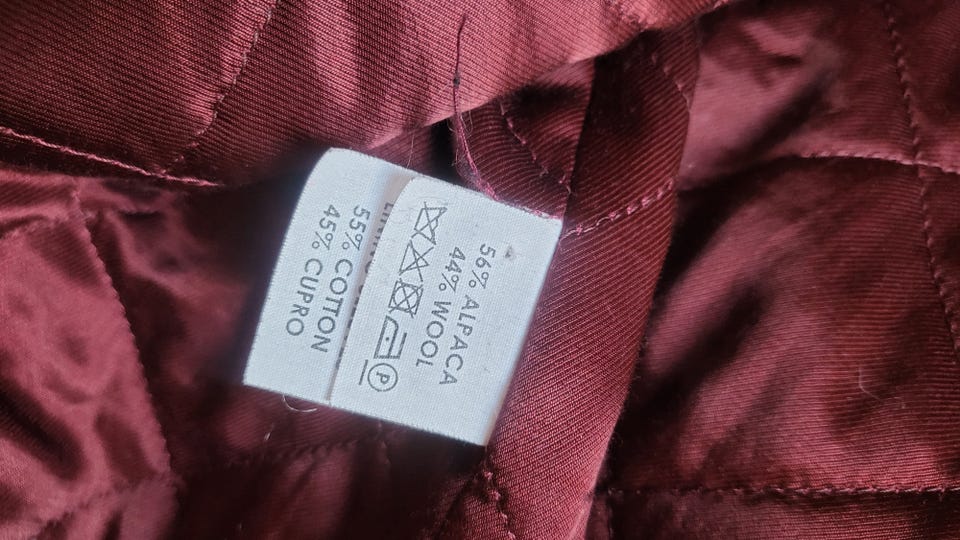 56% ALPACA
44% WOOL
P
55% COTTON
45% CUPRO